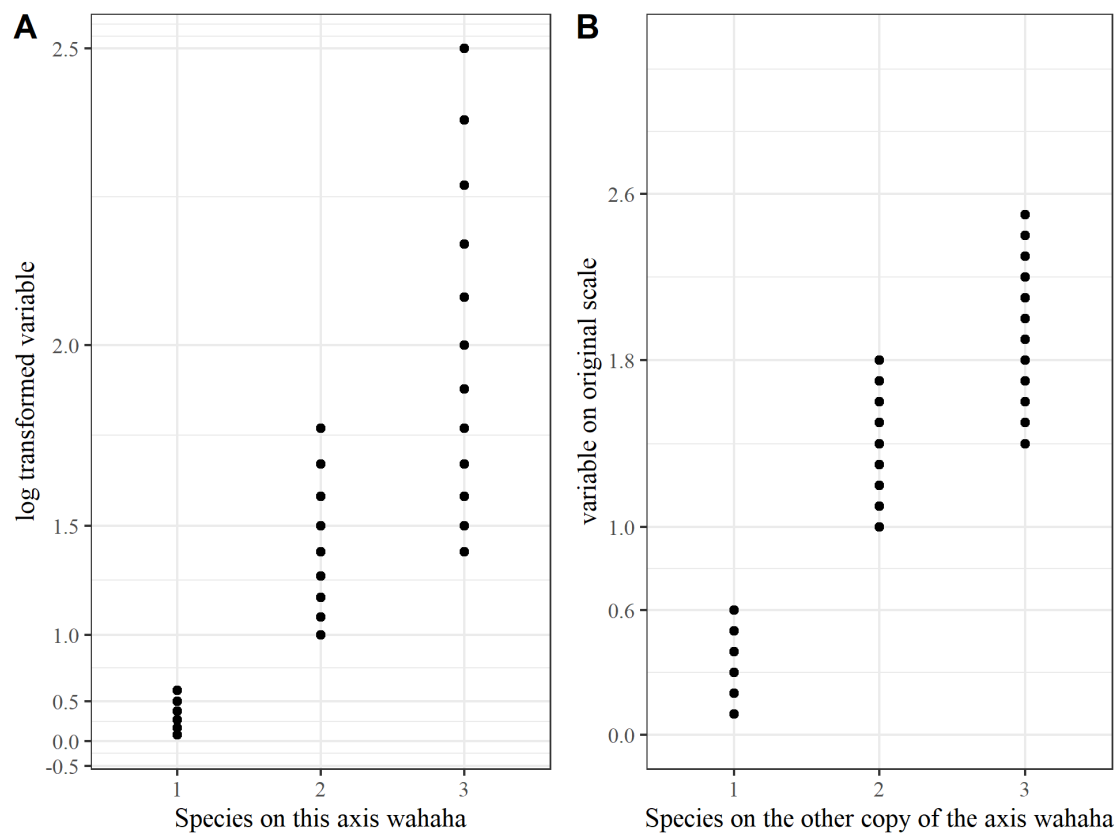 A
B
log transformed variable
2.5
2.0
1.5
1.0
0.5
0.0
-0.5
1 2 3
Species on this axis wahaha
variable on original scale
2.6
1.8
1.0
0.6
0.0
1 2 3
Species on the other copy of the axis wahaha